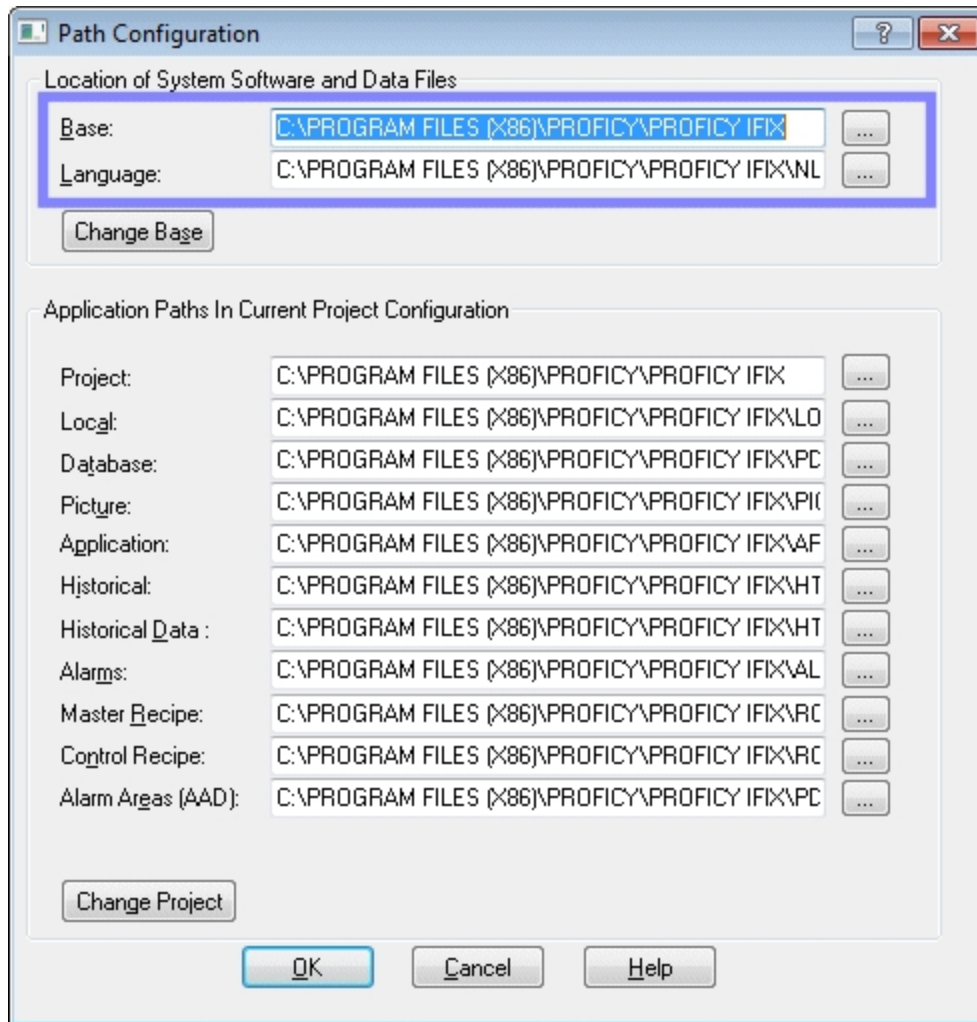 Path Configuration
Location of System Software and Data Files
Base: C:\PROGRAM FILES (X86)\PROFICY\PROFICY IFIX ...
Language: C:\PROGRAM FILES (X86)\PROFICY\PROFICY IFIX\NL ...
Change Base
Application Paths In Current Project Configuration
Project: C:\PROGRAM FILES (X86)\PROFICY\PROFICY IFIX ...
Local: C:\PROGRAM FILES (X86)\PROFICY\PROFICY IFIX\LO ...
Database: C:\PROGRAM FILES (X86)\PROFICY\PROFICY IFIX\PD ...
Picture: C:\PROGRAM FILES (X86)\PROFICY\PROFICY IFIX\PIC ...
Application: C:\PROGRAM FILES (X86)\PROFICY\PROFICY IFIX\AP ...
Historical: C:\PROGRAM FILES (X86)\PROFICY\PROFICY IFIX\HT ...
Historical Data : C:\PROGRAM FILES (X86)\PROFICY\PROFICY IFIX\HT ...
Alarms: C:\PROGRAM FILES (X86)\PROFICY\PROFICY IFIX\AL ...
Master Recipe: C:\PROGRAM FILES (X86)\PROFICY\PROFICY IFIX\RC ...
Control Recipe: C:\PROGRAM FILES (X86)\PROFICY\PROFICY IFIX\RC ...
Alarm Areas (AAD): C:\PROGRAM FILES (X86)\PROFICY\PROFICY IFIX\PD ...
Change Project
OK Cancel Help